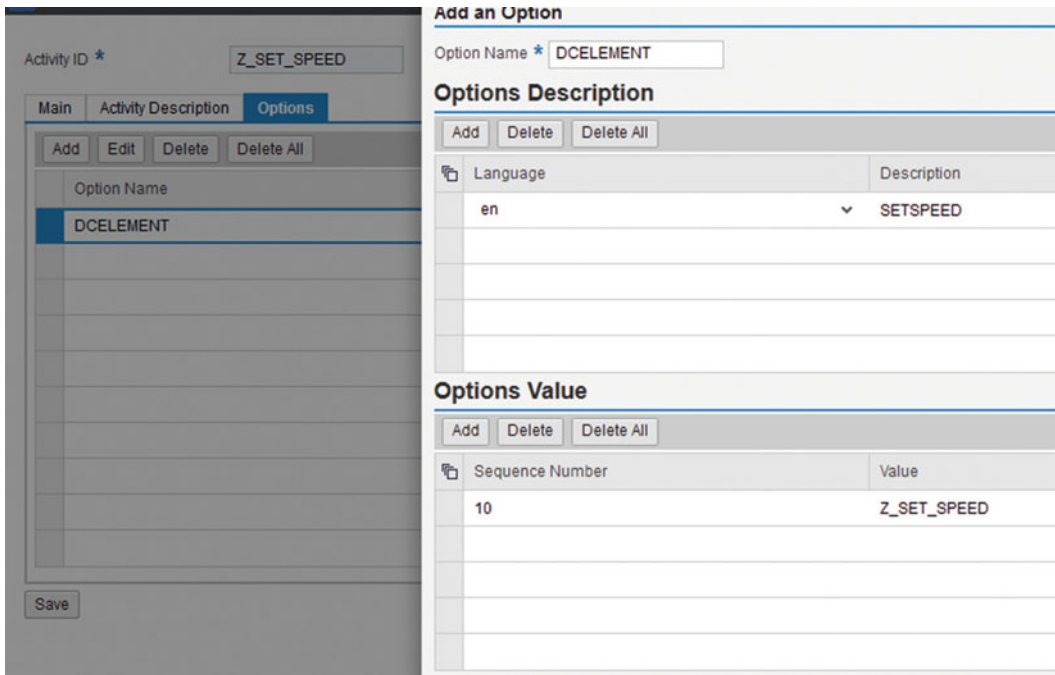 Activity ID *
Z_SET_SPEED
Main
Activity Description
Options
Add
Edit
Delete
Delete All
Option Name
DCELEMENT
Save
Add an Option
Option Name *
DCELEMENT
Options Description
Add
Delete
Delete All
Language
Description
en
SETSPEED
Options Value
Add
Delete
Delete All
Sequence Number
Value
10
Z_SET_SPEED